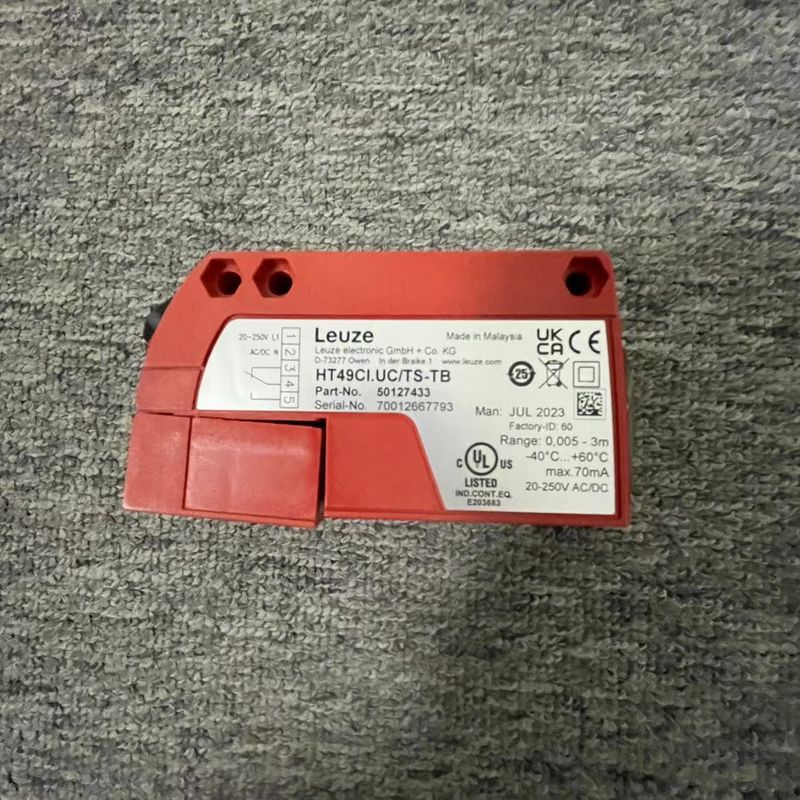 20-250V L1 1
AC/DC N 2
3
4
5
Leuze
Leuze electronic GmbH + Co. KG
D-73277 Owen In der Braike 1 www.leuze.com
HT49CI.UC/TS-TB
Part-No. 50127433
Serial-No. 70012667793
Made in Malaysia
UK
CA
CE
25
Man: JUL 2023
Factory-ID: 60
Range: 0,005 - 3m
-40°C...+60°C
max.70mA
20-250V AC/DC
C UL US
LISTED
IND.CONT.EQ.
E203683